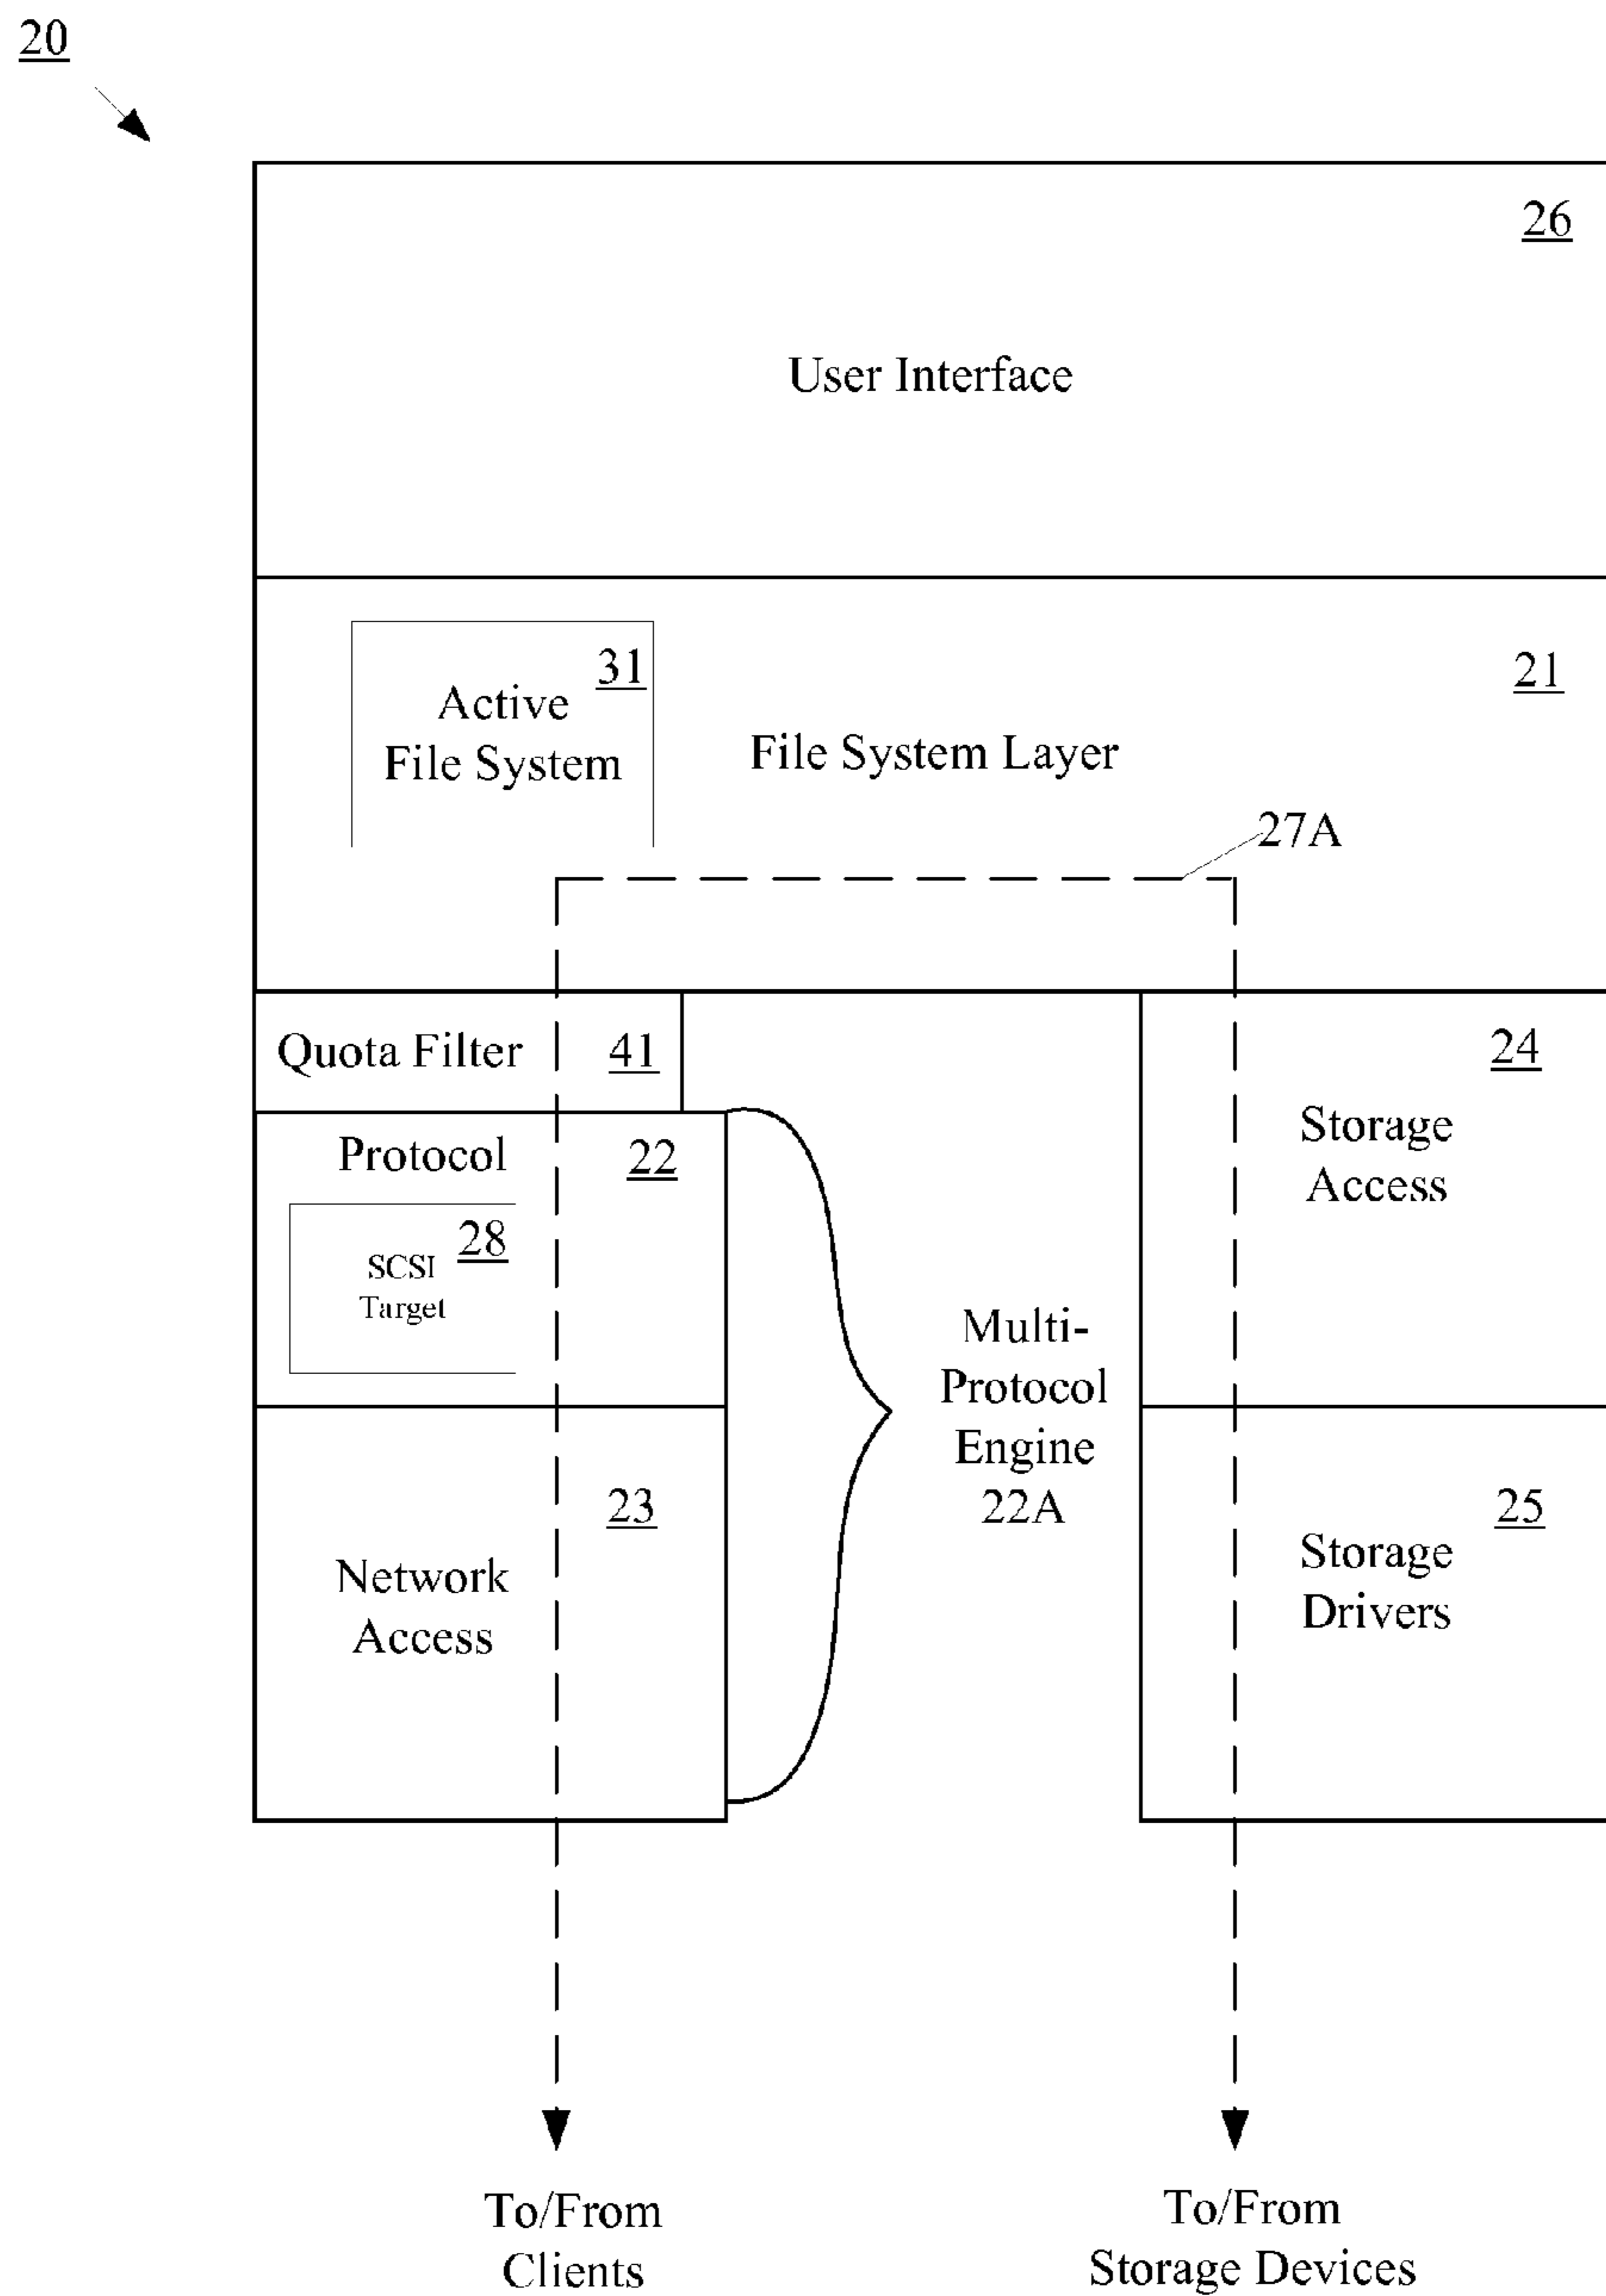 20
26
User Interface
31
Active
File System
21
File System Layer
27A
Quota Filter
41
24
Storage
Access
Protocol
22
28
SCSI
Target
Multi-
Protocol
Engine
22A
23
Network
Access
25
Storage
Drivers
To/From
Clients
To/From
Storage Devices